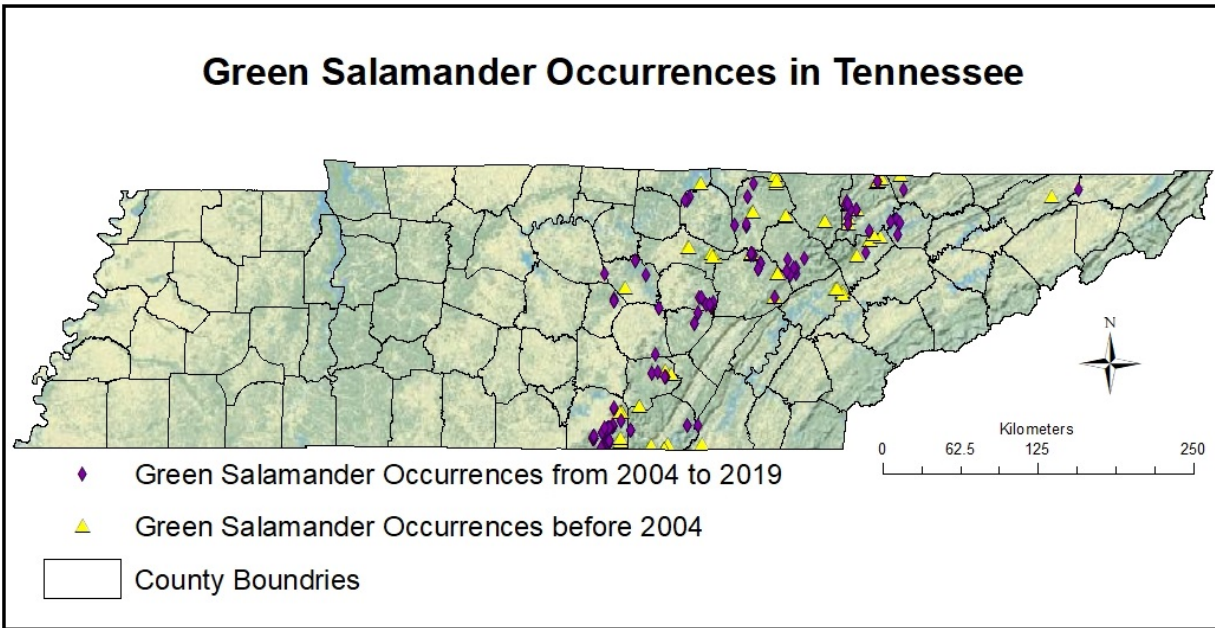 Green Salamander Occurrences in Tennessee
N
Kilometers
0 62.5 125 250
Green Salamander Occurrences from 2004 to 2019
Green Salamander Occurrences before 2004
County Boundries